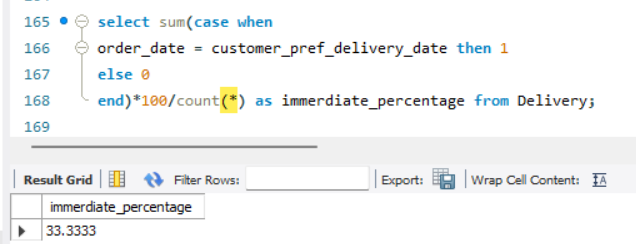 165 select sum(case when
166 order_date = customer_pref_delivery_date then 1
167 else 0
168 end)*100/count(*) as immerdiate_percentage from Delivery;
169
Result Grid Filter Rows: Export: Wrap Cell Content: IA
immerdiate_percentage
33.3333